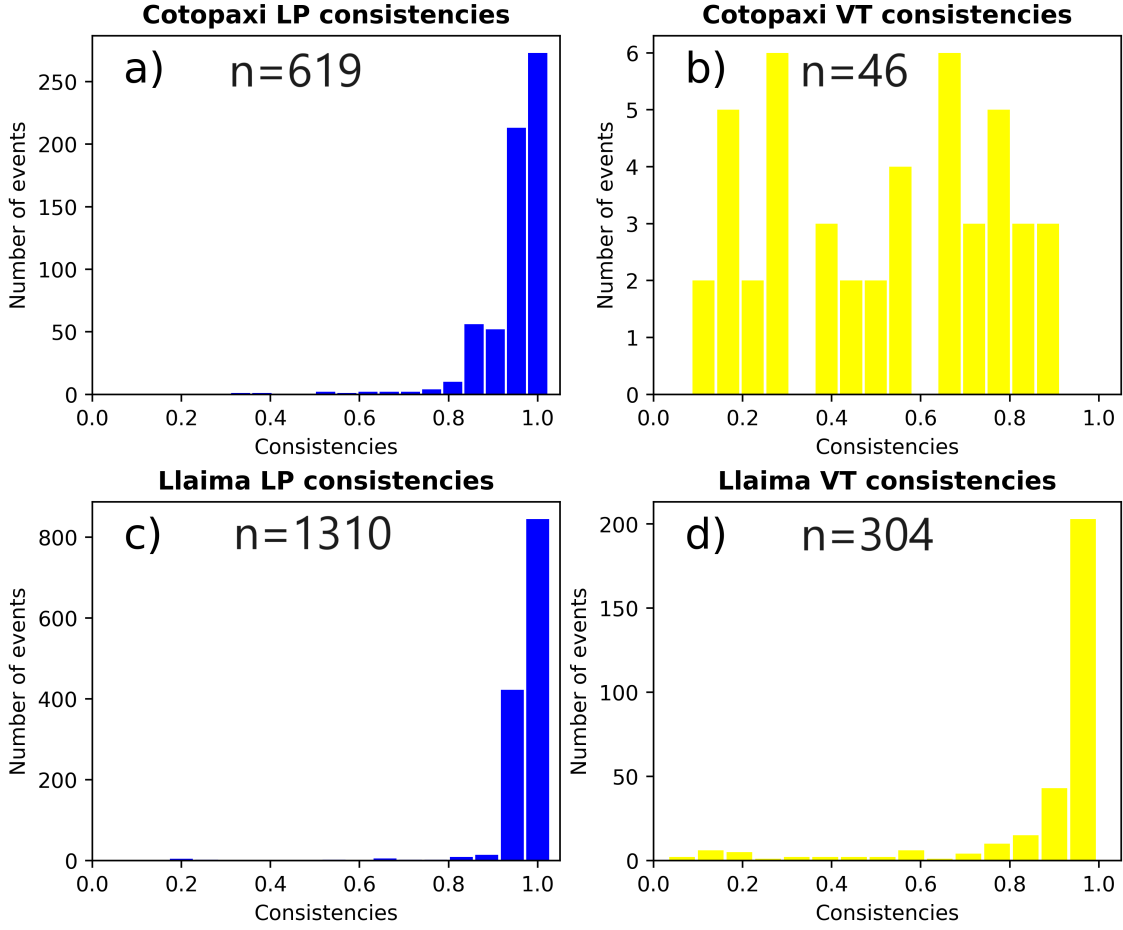 Cotopaxi LP consistencies
a)
n=619
Number of events
250
200
150
100
50
0
0.0 0.2 0.4 0.6 0.8 1.0
Consistencies
Cotopaxi VT consistencies
b)
n=46
Number of events
6
5
4
3
2
1
0
0.0 0.2 0.4 0.6 0.8 1.0
Consistencies
Llaima LP consistencies
c)
n=1310
Number of events
800
600
400
200
0
0.0 0.2 0.4 0.6 0.8 1.0
Consistencies
Llaima VT consistencies
d)
n=304
Number of events
200
150
100
50
0
0.0 0.2 0.4 0.6 0.8 1.0
Consistencies